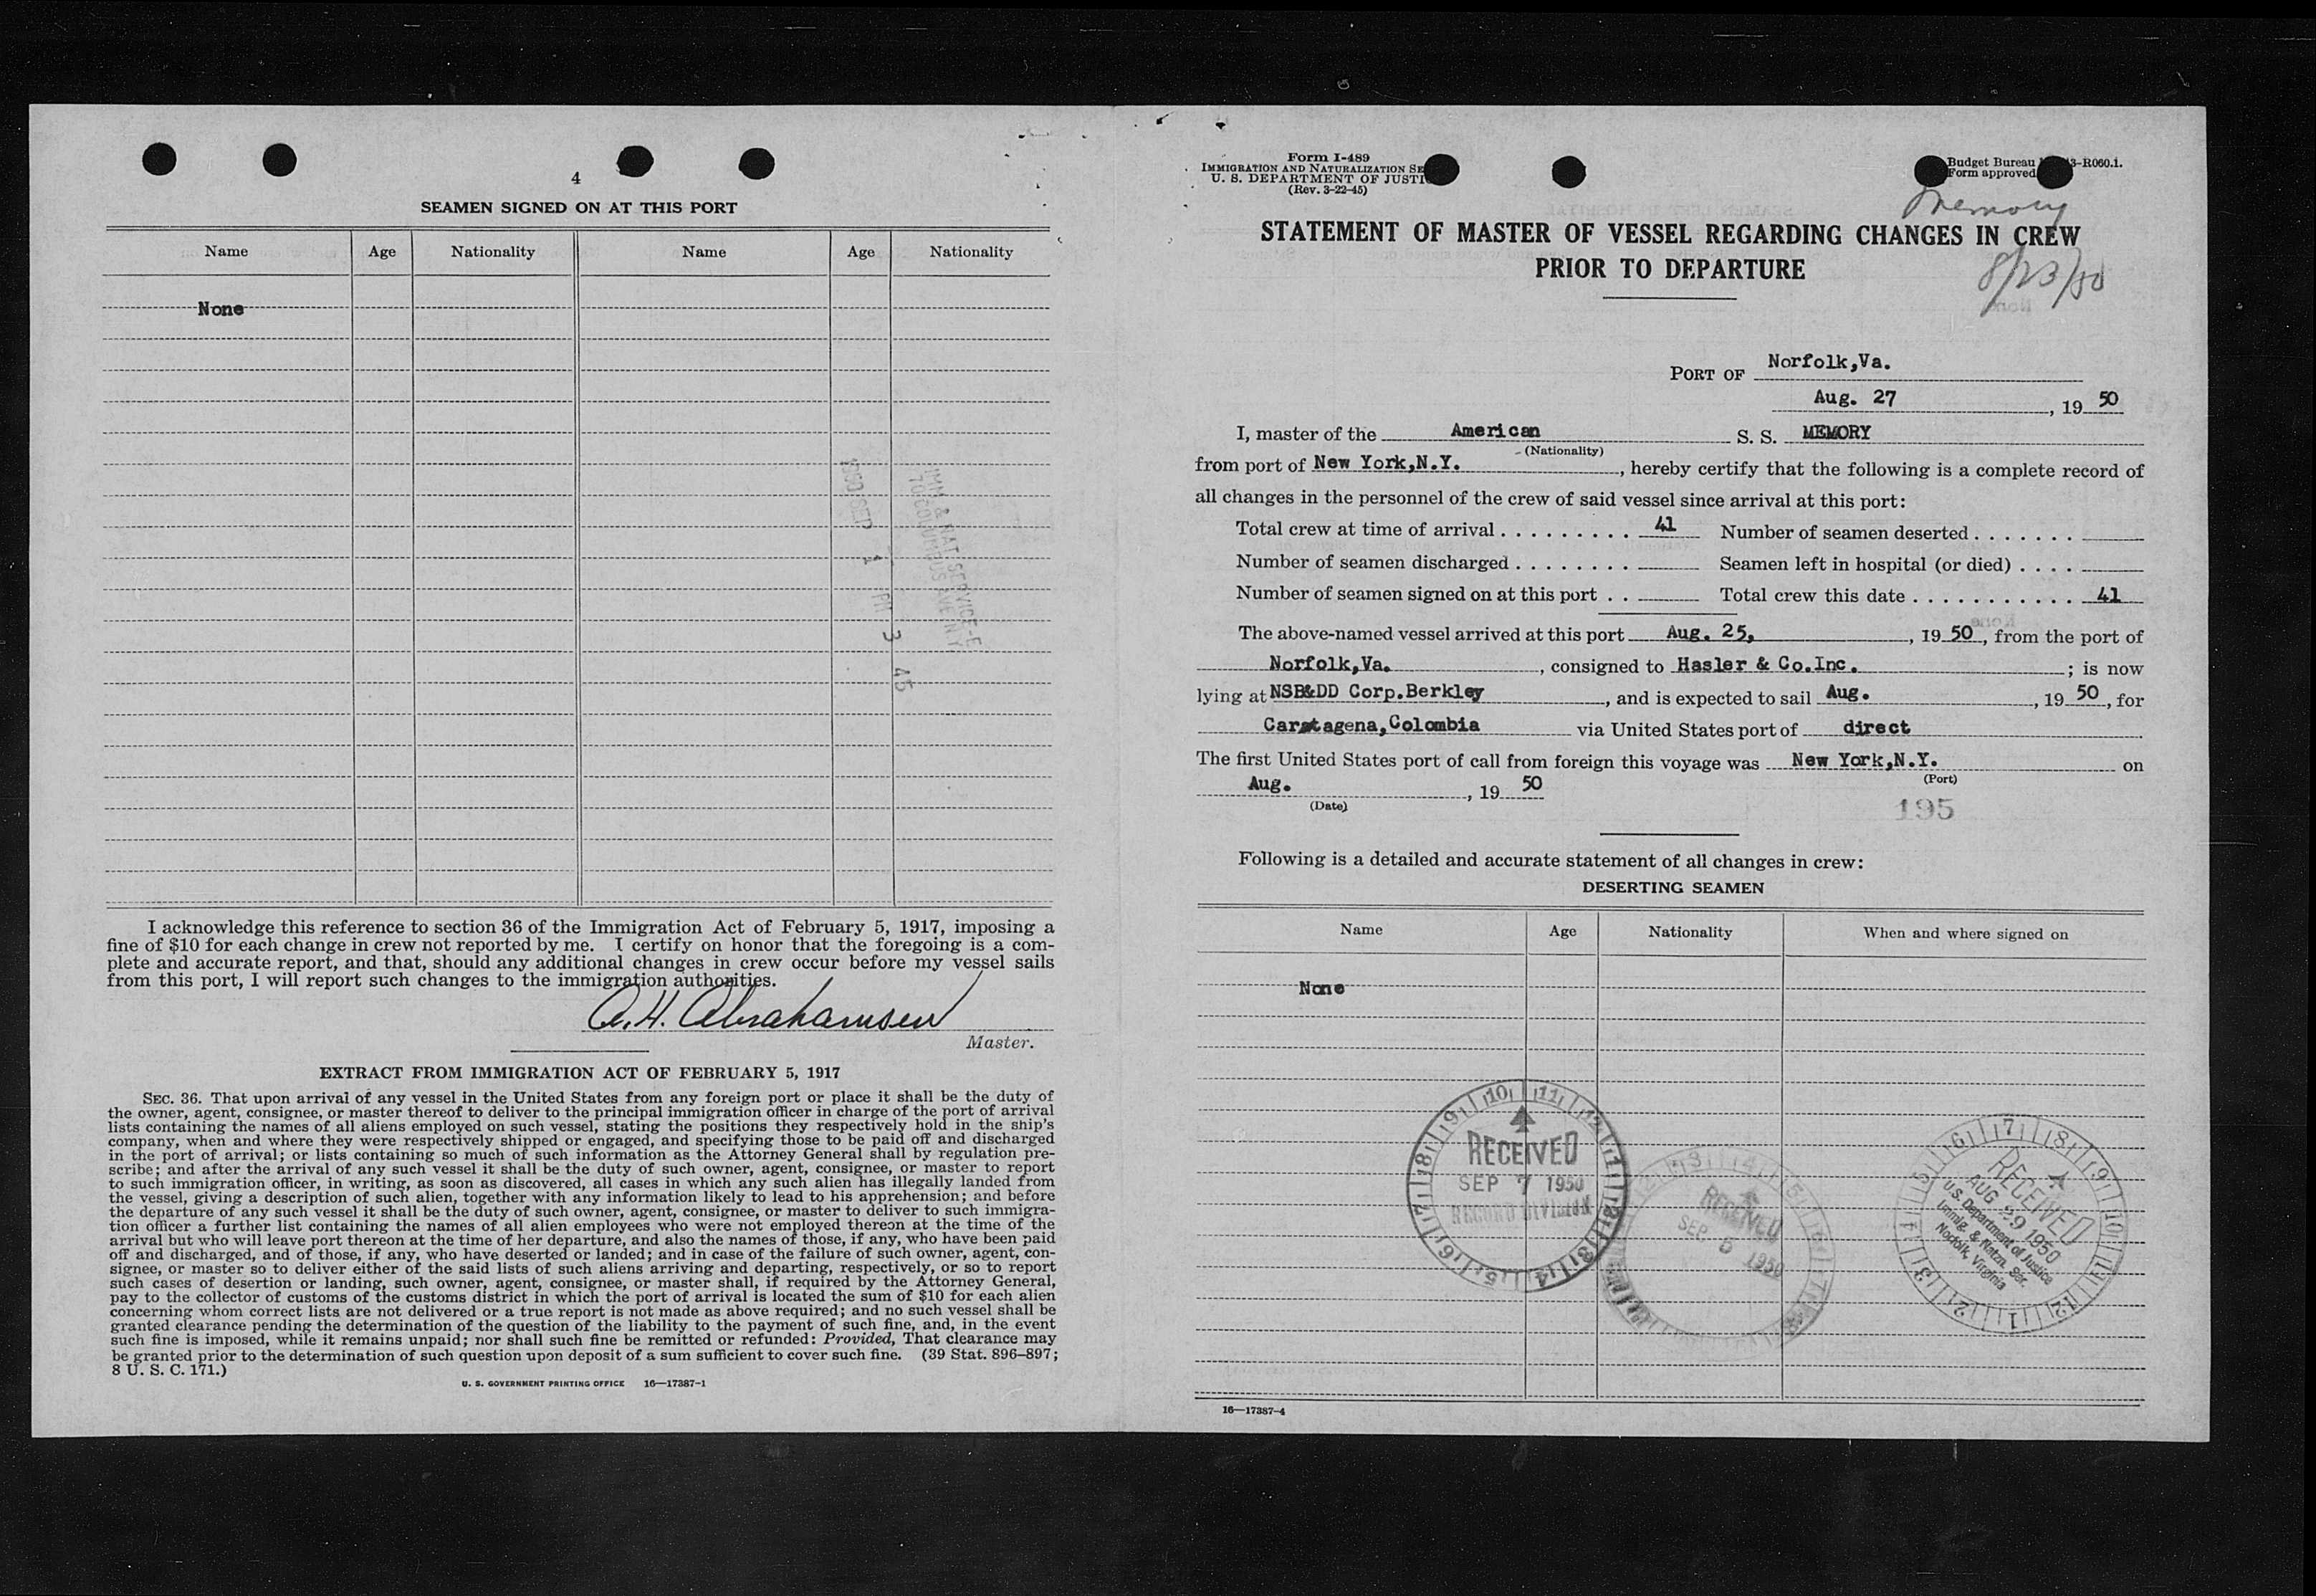 4
SEAMEN SIGNED ON AT THIS PORT
Name Age Nationality Name Age Nationality
None
IMM & NAT SERVICE-E
70 COLUMBUS AVE NY
1950 SEP 1 PM 3 45
I acknowledge this reference to section 36 of the Immigration Act of February 5, 1917, imposing a
fine of $10 for each change in crew not reported by me. I certify on honor that the foregoing is a com-
plete and accurate report, and that, should any additional changes in crew occur before my vessel sails
from this port, I will report such changes to the immigration authorities.
A. H. Abrahamsen
Master.
EXTRACT FROM IMMIGRATION ACT OF FEBRUARY 5, 1917
SEC. 36. That upon arrival of any vessel in the United States from any foreign port or place it shall be the duty of
the owner, agent, consignee, or master thereof to deliver to the principal immigration officer in charge of the port of arrival
lists containing the names of all aliens employed on such vessel, stating the positions they respectively hold in the ship's
company, when and where they were respectively shipped or engaged, and specifying those to be paid off and discharged
in the port of arrival; or lists containing so much of such information as the Attorney General shall by regulation pre-
scribe; and after the arrival of any such vessel it shall be the duty of such owner, agent, consignee, or master to report
to such immigration officer, in writing, as soon as discovered, all cases in which any such alien has illegally landed from
the vessel, giving a description of such alien, together with any information likely to lead to his apprehension; and before
the departure of any such vessel it shall be the duty of such owner, agent, consignee, or master to deliver to such immigra-
tion officer a further list containing the names of all alien employees who were not employed thereon at the time of the
arrival but who will leave port thereon at the time of her departure, and also the names of those, if any, who have been paid
off and discharged, and of those, if any, who have deserted or landed; and in case of the failure of such owner, agent, con-
signee, or master so to deliver either of the said lists of such aliens arriving and departing, respectively, or so to report
such cases of desertion or landing, such owner, agent, consignee, or master shall, if required by the Attorney General,
pay to the collector of customs of the customs district in which the port of arrival is located the sum of $10 for each alien
concerning whom correct lists are not delivered or a true report is not made as above required; and no such vessel shall be
granted clearance pending the determination of the question of the liability to the payment of such fine, and, in the event
such fine is imposed, while it remains unpaid; nor shall such fine be remitted or refunded: Provided, That clearance may
be granted prior to the determination of such question upon deposit of a sum sufficient to cover such fine. (39 Stat. 896–897;
8 U. S. C. 171.)
U. S. GOVERNMENT PRINTING OFFICE 16—17387-1
Form I-489
IMMIGRATION AND NATURALIZATION SE
U. S. DEPARTMENT OF JUSTI
(Rev. 3-22-45)
Budget Bureau 3-R060.1.
Form approved
Memory
STATEMENT OF MASTER OF VESSEL REGARDING CHANGES IN CREW
PRIOR TO DEPARTURE
8/23/50
PORT OF Norfolk,Va.
Aug. 27, 19 50
I, master of the American S. S. MEMORY
(Nationality)
from port of New York,N.Y., hereby certify that the following is a complete record of
all changes in the personnel of the crew of said vessel since arrival at this port:
Total crew at time of arrival . . . . . . . . . 41 Number of seamen deserted . . . . . . .
Number of seamen discharged . . . . . . . . Seamen left in hospital (or died) . . . .
Number of seamen signed on at this port . . Total crew this date . . . . . . . . . . . . 41
The above-named vessel arrived at this port Aug. 25, , 19 50, from the port of
Norfolk,Va. , consigned to Hasler & Co.Inc. ; is now
lying at NSB&DD Corp.Berkley , and is expected to sail Aug. , 19 50, for
Cartagena,Colombia via United States port of direct
The first United States port of call from foreign this voyage was New York,N.Y. on
(Port)
Aug. , 19 50
(Date)
195
Following is a detailed and accurate statement of all changes in crew:
DESERTING SEAMEN
Name Age Nationality When and where signed on
None
RECEIVED
SEP 7 1950
RECORD DIVISION
RECEIVED
SEP 5 1950
RECEIVED
AUG 29 1950
U.S. Department of Justice
Immig. & Natzn. Ser.
Norfolk, Virginia
16—17387-4